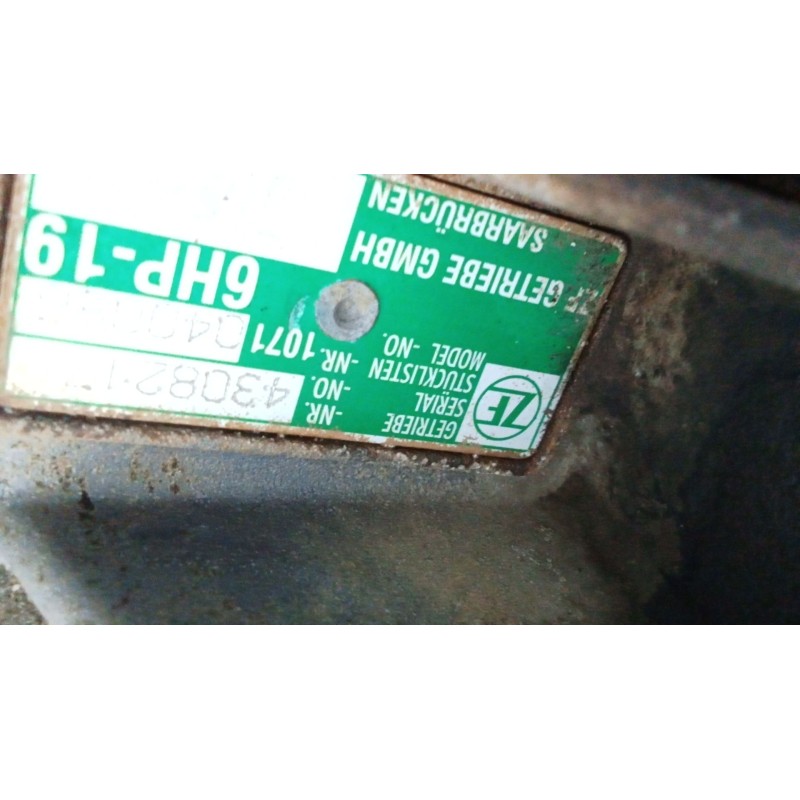 ZF
GETRIEBE -NR.
SERIAL -NO.
STÜCKLISTEN -NR. 1071
MODEL -NO.
ZF GETRIEBE GMBH 6HP-19
SAARBRÜCKEN